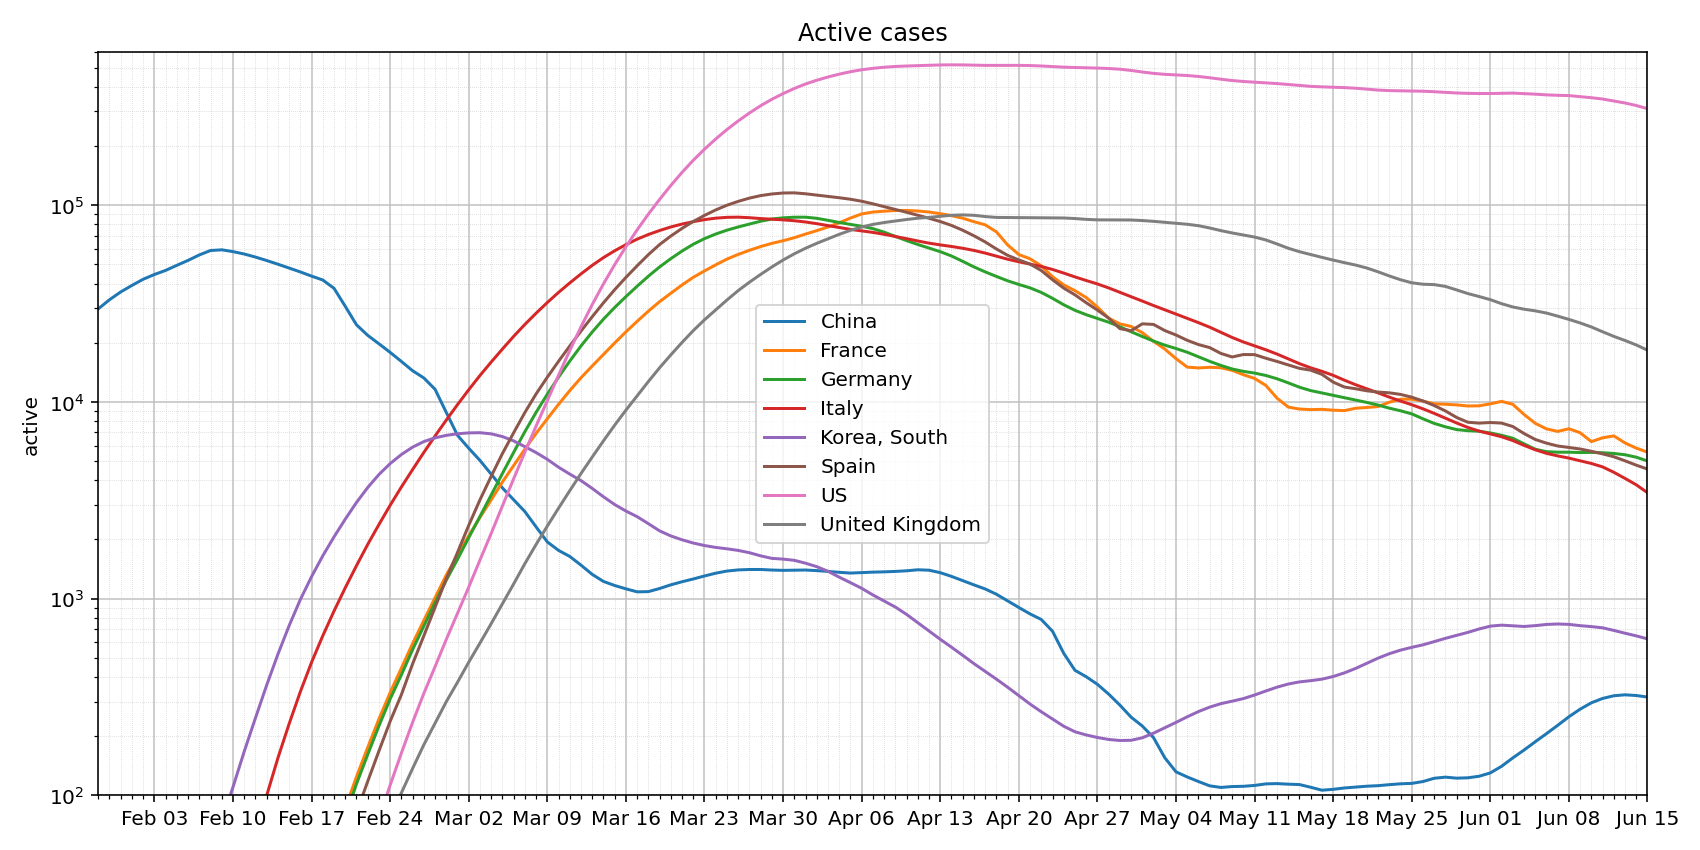 Active cases
active
10^5
10^4
10^3
10^2
China
France
Germany
Italy
Korea, South
Spain
US
United Kingdom
Feb 03 Feb 10 Feb 17 Feb 24 Mar 02 Mar 09 Mar 16 Mar 23 Mar 30 Apr 06 Apr 13 Apr 20 Apr 27 May 04 May 11 May 18 May 25 Jun 01 Jun 08 Jun 15